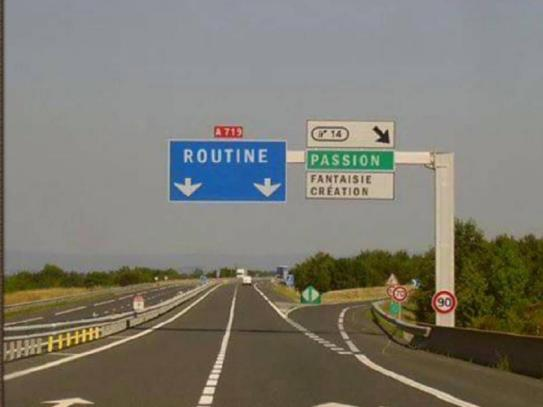 A 719
ROUTINE
n° 14
PASSION
FANTAISIE
CRÉATION
90